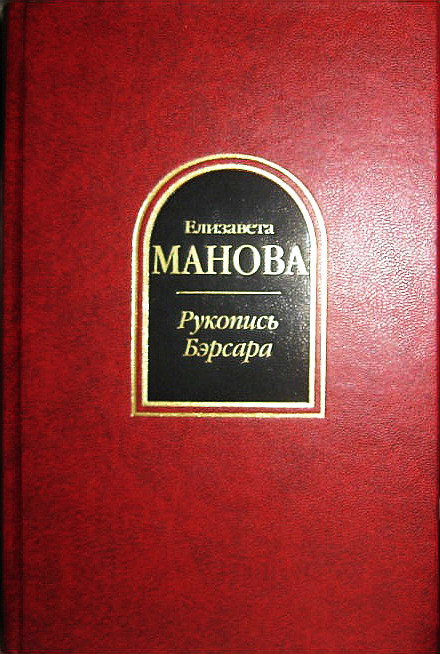 Елизавета
МАНОВА
Рукопись
Бэрсара